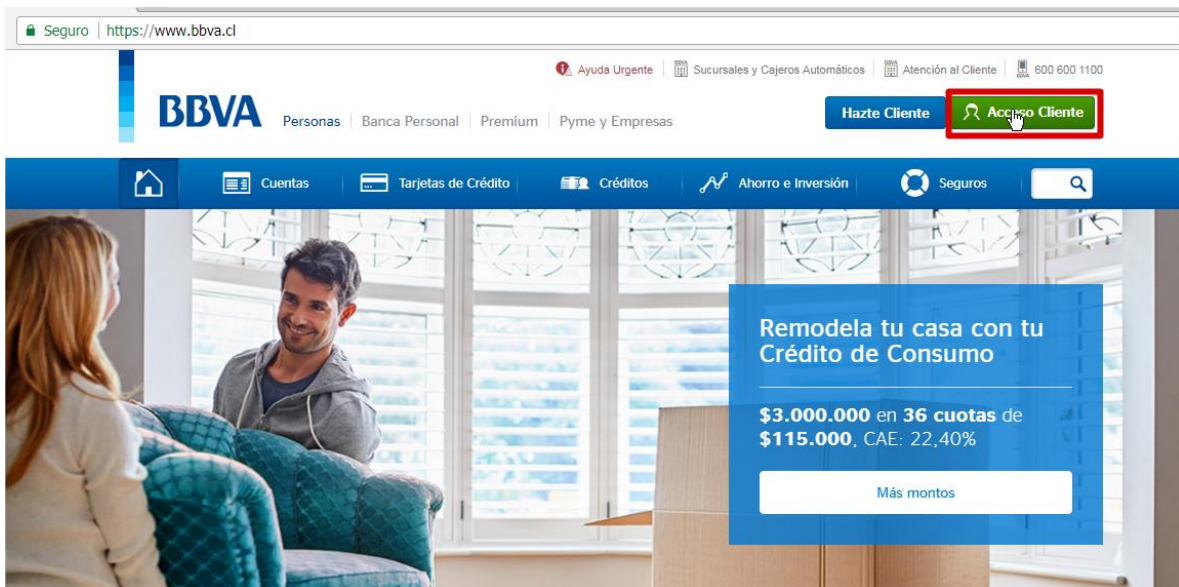 Seguro | https://www.bbva.cl
Ayuda Urgente | Sucursales y Cajeros Automáticos | Atención al Cliente | 600 600 1100
BBVA Personas | Banca Personal | Premium | Pyme y Empresas Hazte Cliente Acceso Cliente
Cuentas Tarjetas de Crédito Créditos Ahorro e Inversión Seguros
Remodela tu casa con tu
Crédito de Consumo
$3.000.000 en 36 cuotas de
$115.000, CAE: 22,40%
Más montos